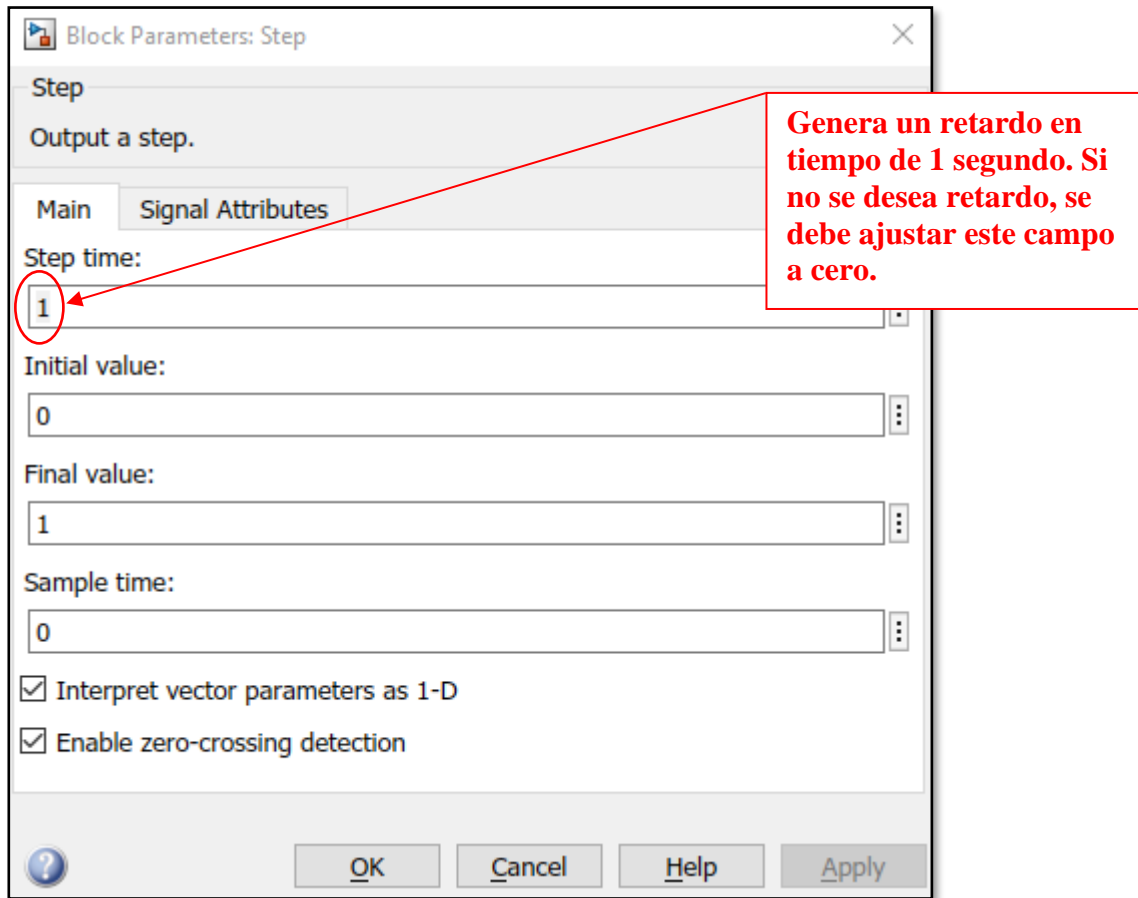 Block Parameters: Step
Step
Output a step.
Genera un retardo en
tiempo de 1 segundo. Si
no se desea retardo, se
debe ajustar este campo
a cero.
Main Signal Attributes
Step time:
1
Initial value:
0
Final value:
1
Sample time:
0
Interpret vector parameters as 1-D
Enable zero-crossing detection
? OK Cancel Help Apply